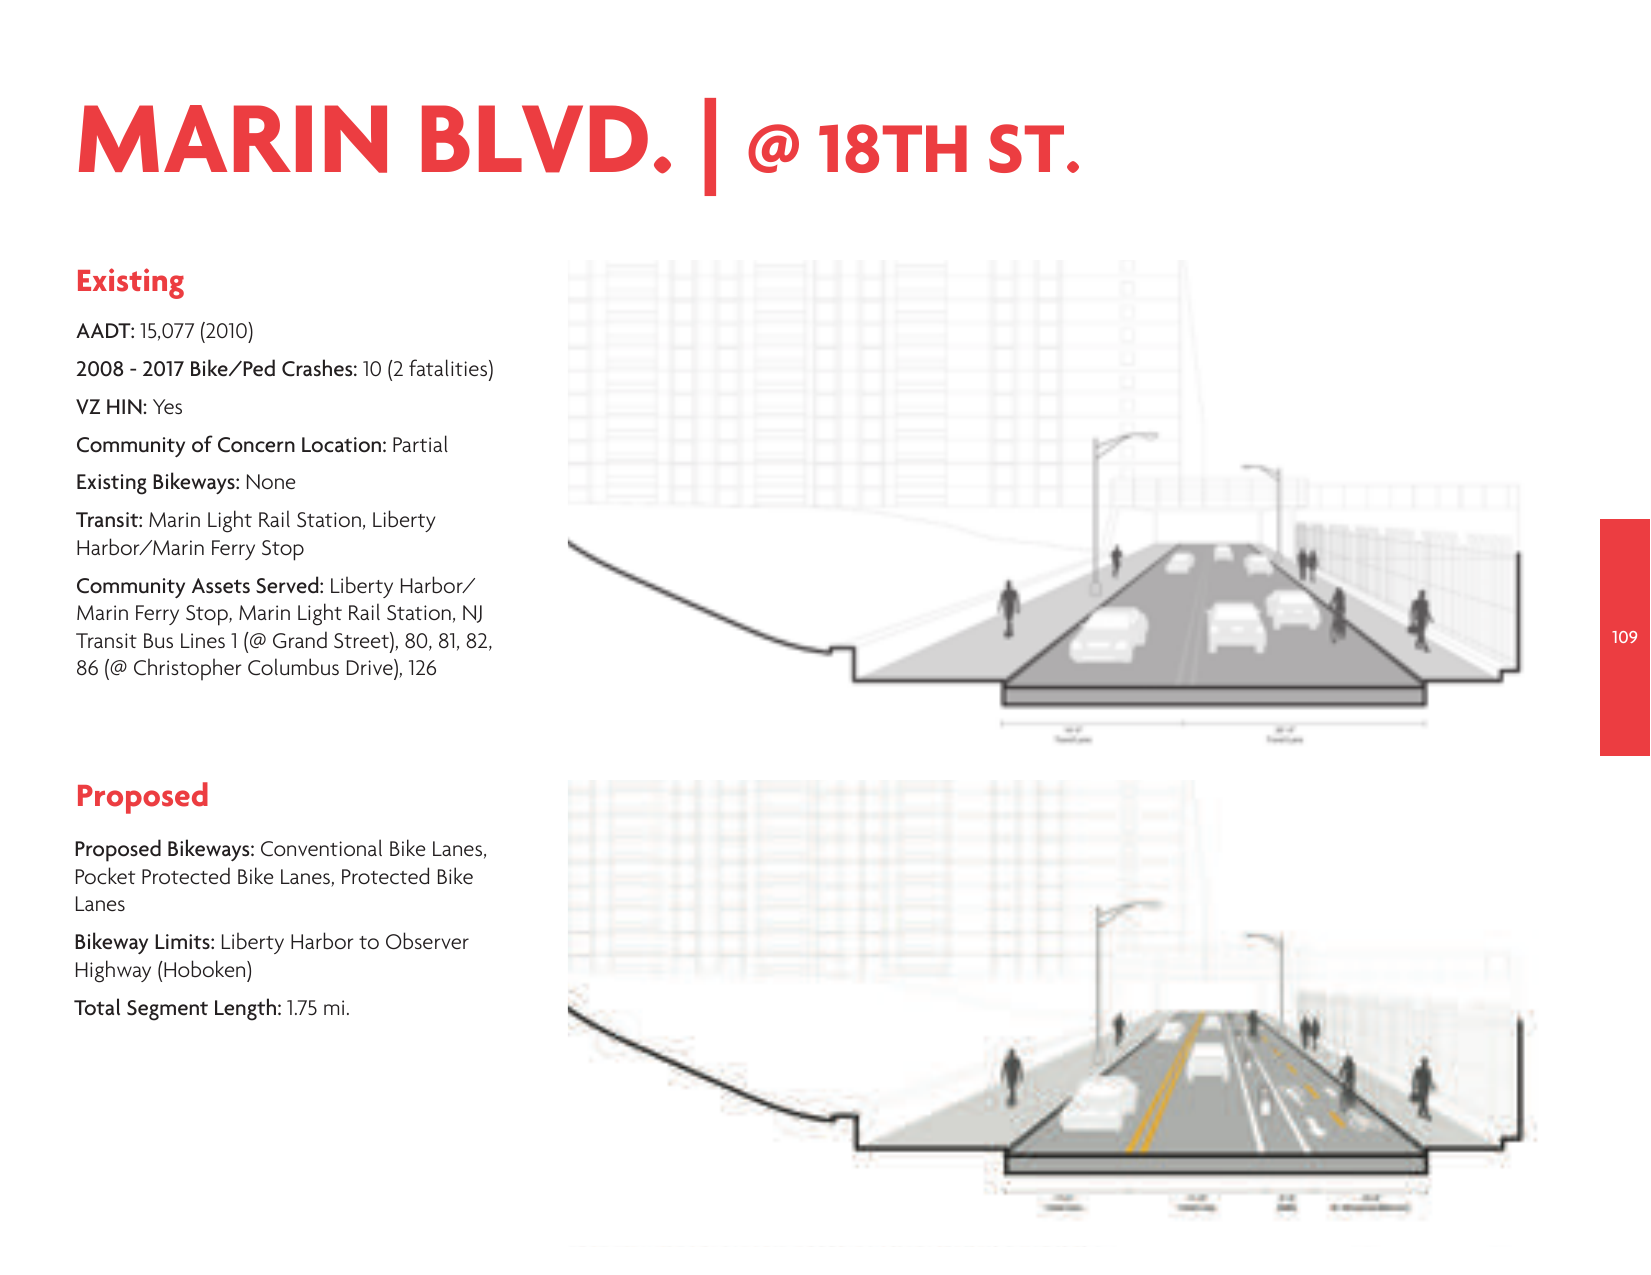 MARIN BLVD. | @ 18TH ST.
Existing
AADT: 15,077 (2010)
2008 - 2017 Bike/Ped Crashes: 10 (2 fatalities)
VZ HIN: Yes
Community of Concern Location: Partial
Existing Bikeways: None
Transit: Marin Light Rail Station, Liberty
Harbor/Marin Ferry Stop
Community Assets Served: Liberty Harbor/
Marin Ferry Stop, Marin Light Rail Station, NJ
Transit Bus Lines 1 (@ Grand Street), 80, 81, 82,
86 (@ Christopher Columbus Drive), 126
109
Proposed
Proposed Bikeways: Conventional Bike Lanes,
Pocket Protected Bike Lanes, Protected Bike
Lanes
Bikeway Limits: Liberty Harbor to Observer
Highway (Hoboken)
Total Segment Length: 1.75 mi.